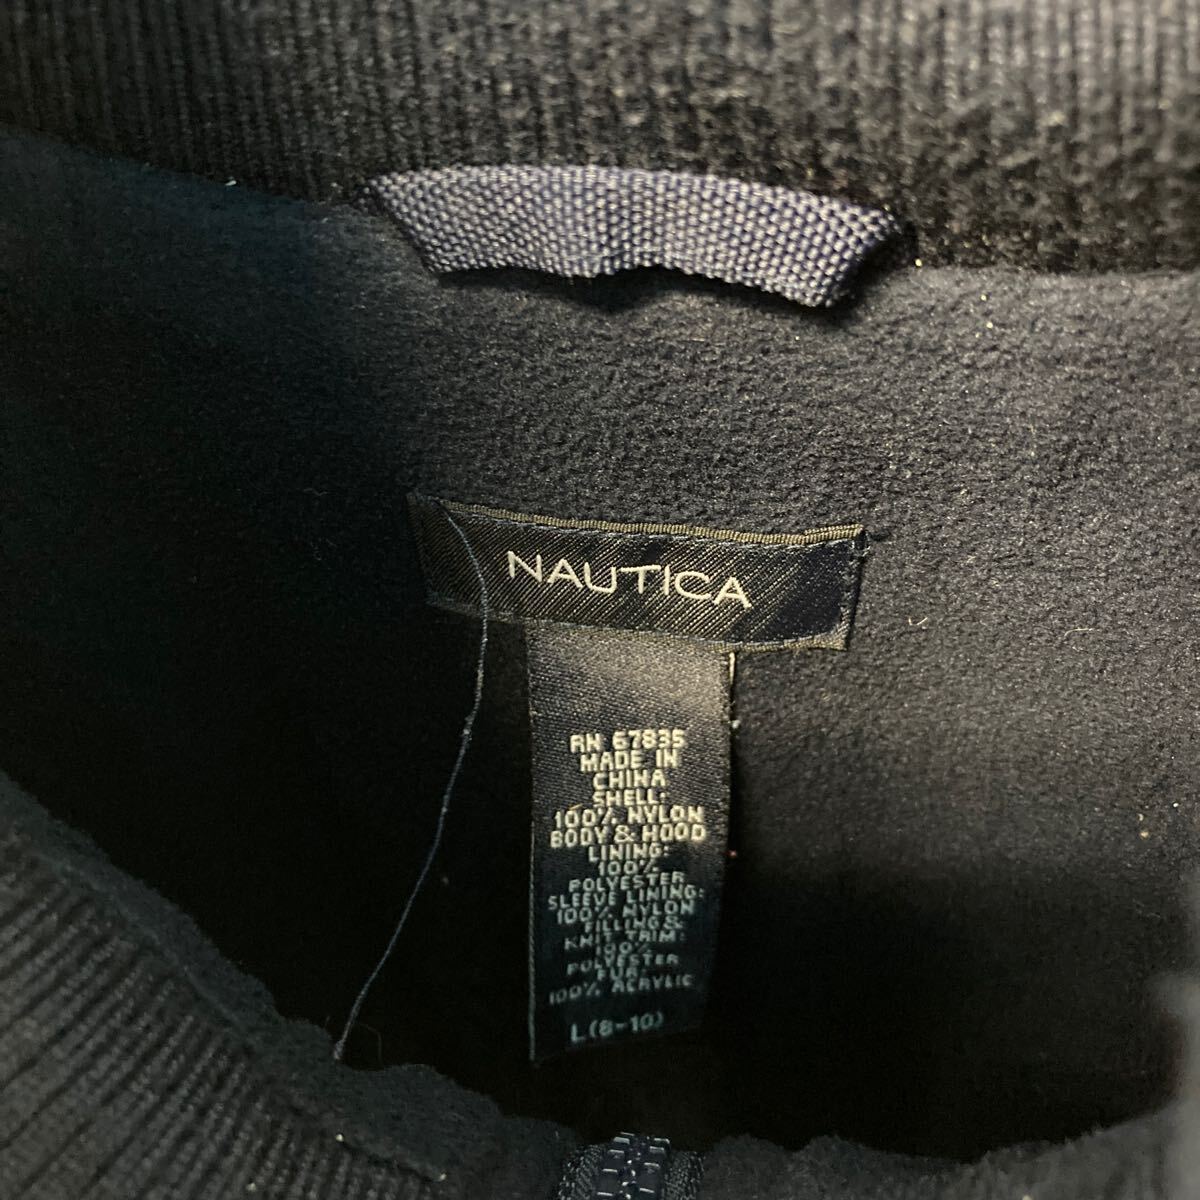 NAUTICA
RN 67835
MADE IN
CHINA
SHELL:
100% NYLON
BODY & HOOD
LINING:
100%
POLYESTER
SLEEVE LINING:
100% NYLON
FILLING &
KNIT TRIM:
100%
POLYESTER
FUR:
100% ACRYLIC
L(8-10)